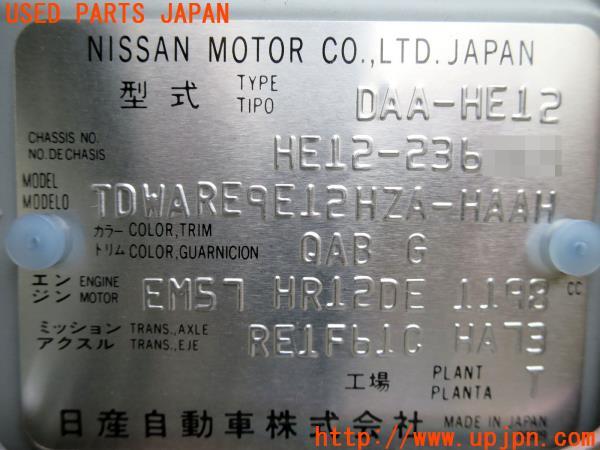 USED PARTS JAPAN
NISSAN MOTOR CO.,LTD. JAPAN
型式 TYPE TIPO DAA-HE12
CHASSIS NO. NO. DE CHASIS HE12-236
MODEL MODELO TDWARE9E12HZA-HAAH
カラー COLOR,TRIM
トリム COLOR,GUARNICION QAB G
エンジン ENGINE MOTOR EM57 HR12DE 1198 CC
ミッション TRANS.,AXLE
アクスル TRANS.,EJE RE1F61C HA73
工場 PLANT PLANTA T
日産自動車株式会社 MADE IN JAPAN
http://www.upjpn.com